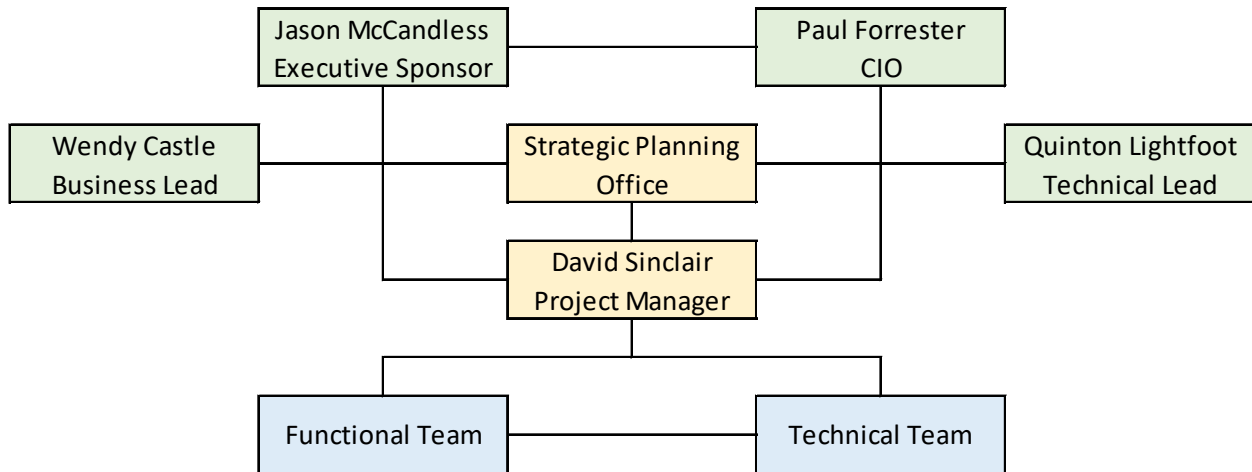 Jason McCandless
Executive Sponsor
Paul Forrester
CIO
Wendy Castle
Business Lead
Strategic Planning
Office
Quinton Lightfoot
Technical Lead
David Sinclair
Project Manager
Functional Team
Technical Team